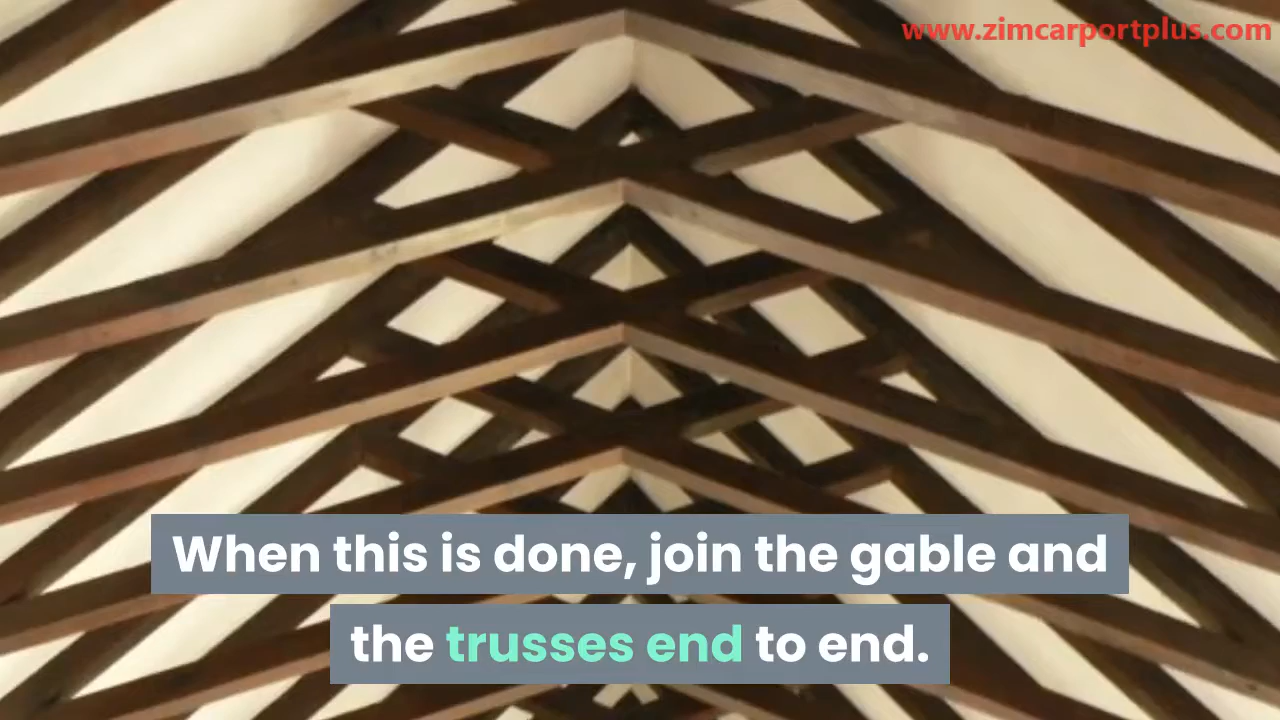 www.zimcarportplus.com
When this is done, join the gable and
the trusses end to end.